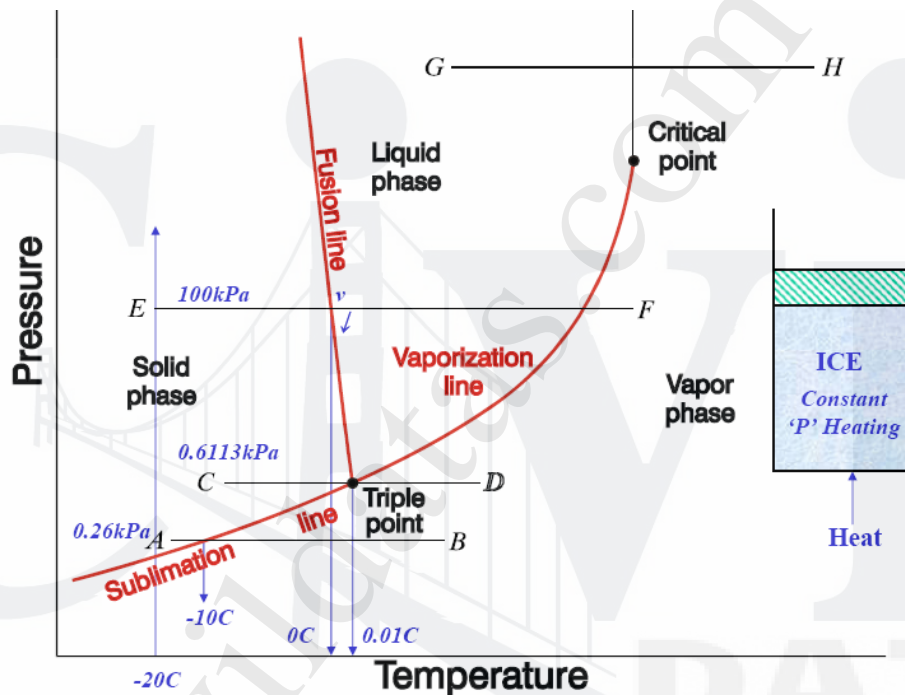 G
H
Critical
point
Liquid
phase
Fusion line
Pressure
E
100kPa
v
F
Solid
phase
Vaporization
line
Vapor
phase
ICE
Constant
'P' Heating
0.6113kPa
C
D
Triple
point
0.26kPa
A
B
Sublimation
line
Heat
-10C
0C
0.01C
-20C
Temperature